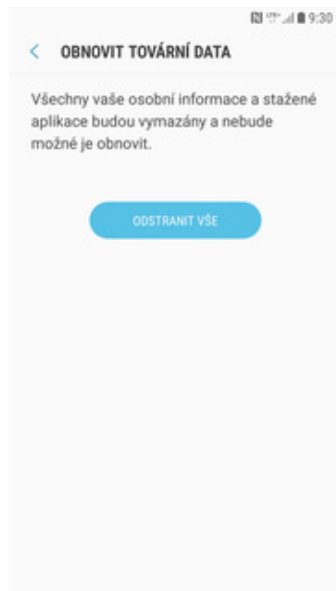 9:30
OBNOVIT TOVÁRNÍ DATA
Všechny vaše osobní informace a stažené
aplikace budou vymazány a nebude
možné je obnovit.
ODSTRANIT VŠE